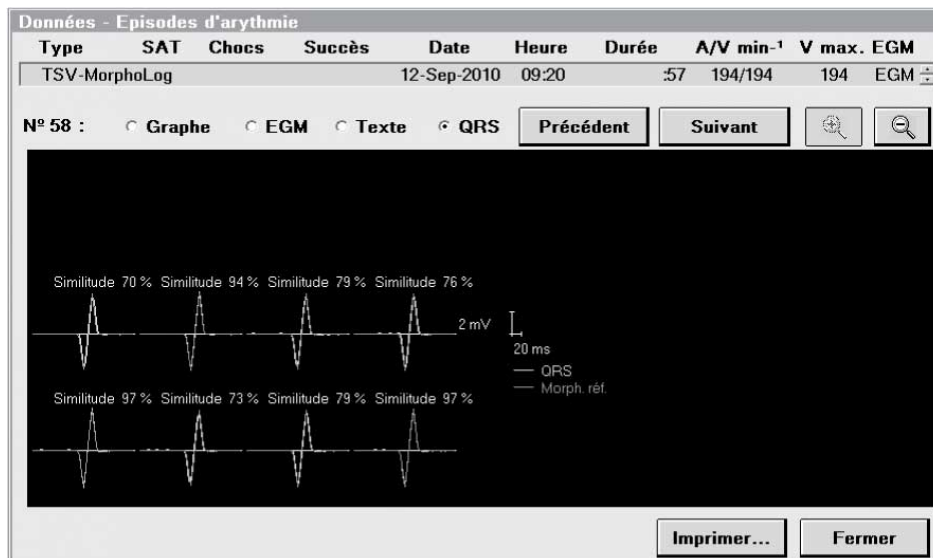 Données - Episodes d'arythmie
Type SAT Chocs Succès Date Heure Durée A/V min-¹ V max. EGM
TSV-MorphoLog 12-Sep-2010 09:20 :57 194/194 194 EGM
Nº 58 : Graphe EGM Texte QRS Précédent Suivant
Similitude 70 % Similitude 94 % Similitude 79 % Similitude 76 %
2 mV
20 ms
QRS
Morph. réf.
Similitude 97 % Similitude 73 % Similitude 79 % Similitude 97 %
Imprimer... Fermer